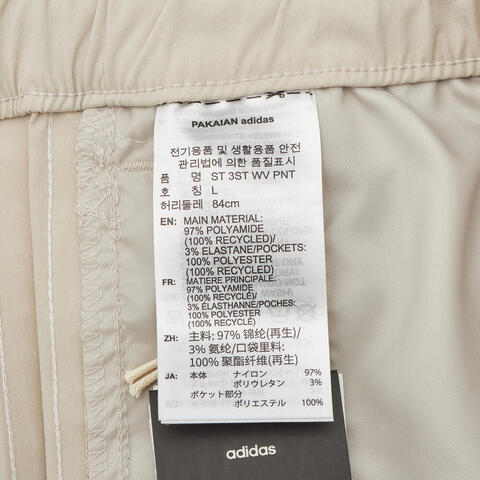 PAKAIAN adidas
전기용품 및 생활용품 안전
관리법에 의한 품질표시
품 명 ST 3ST WV PNT
호 칭 L
허리둘레 84cm
EN: MAIN MATERIAL:
97% POLYAMIDE
(100% RECYCLED)/
3% ELASTANE/POCKETS:
100% POLYESTER
(100% RECYCLED)
FR: MATIERE PRINCIPALE:
97% POLYAMIDE
(100% RECYCLED)/
3% ÉLASTHANNE/POCHES:
100% POLYESTER
(100% RECYCLED)
ZH: 主料: 97% 锦纶(再生)/
3% 氨纶/口袋里料:
100% 聚酯纤维(再生)
JA: 本体 ナイロン 97%
ポリウレタン 3%
ポケット部分
ポリエステル 100%
adidas